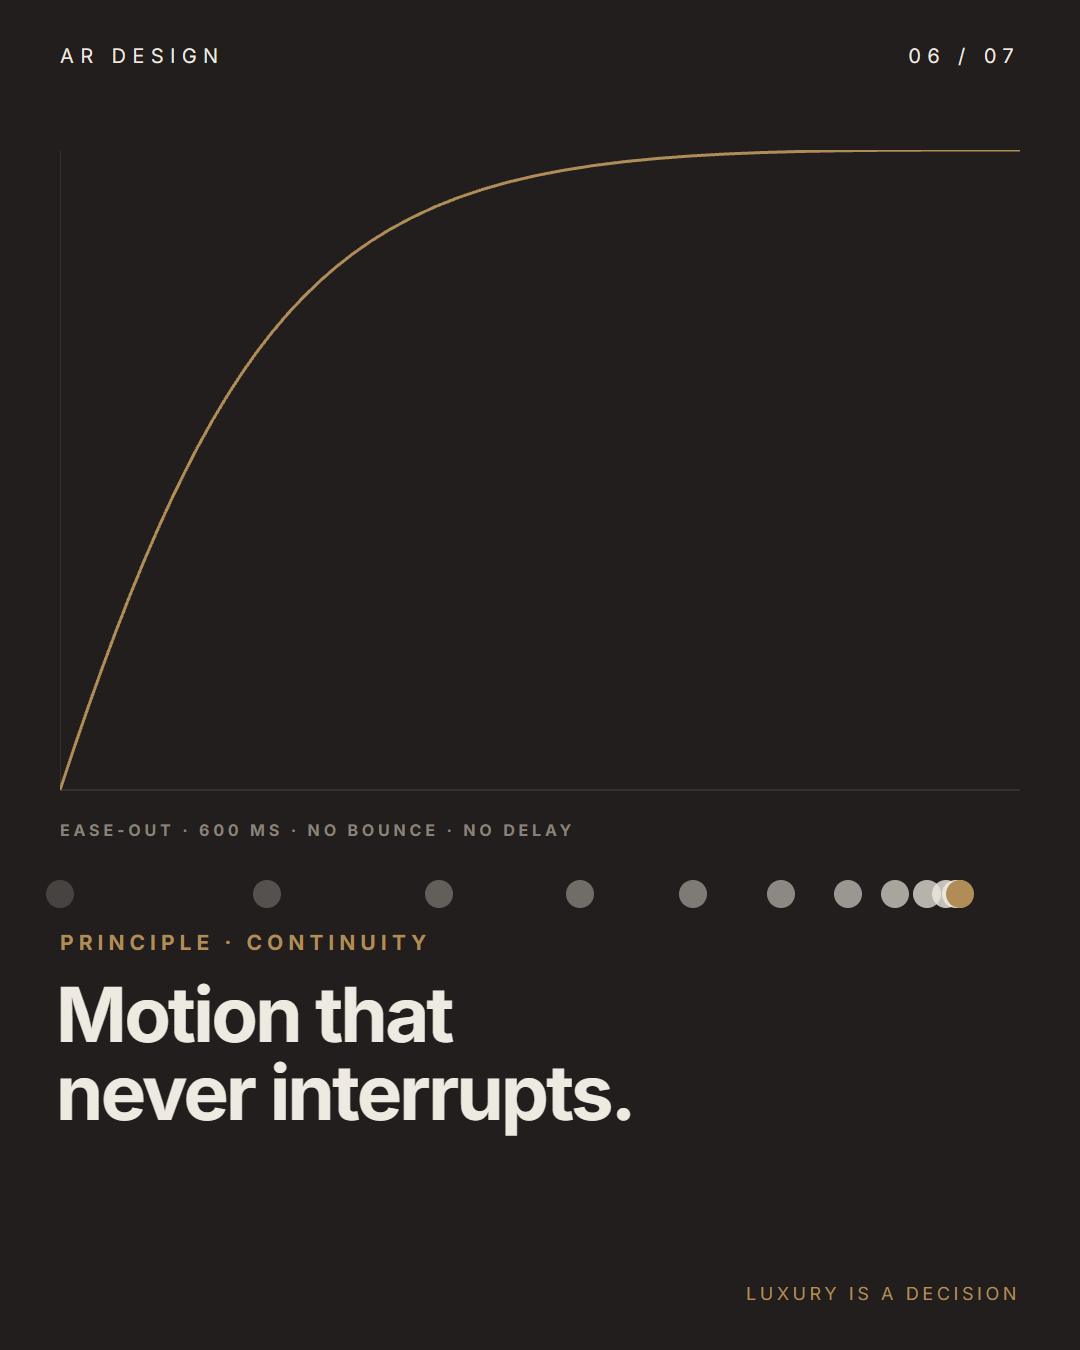 AR DESIGN
06 / 07
EASE-OUT · 600 MS · NO BOUNCE · NO DELAY
PRINCIPLE · CONTINUITY
Motion that
never interrupts.
LUXURY IS A DECISION